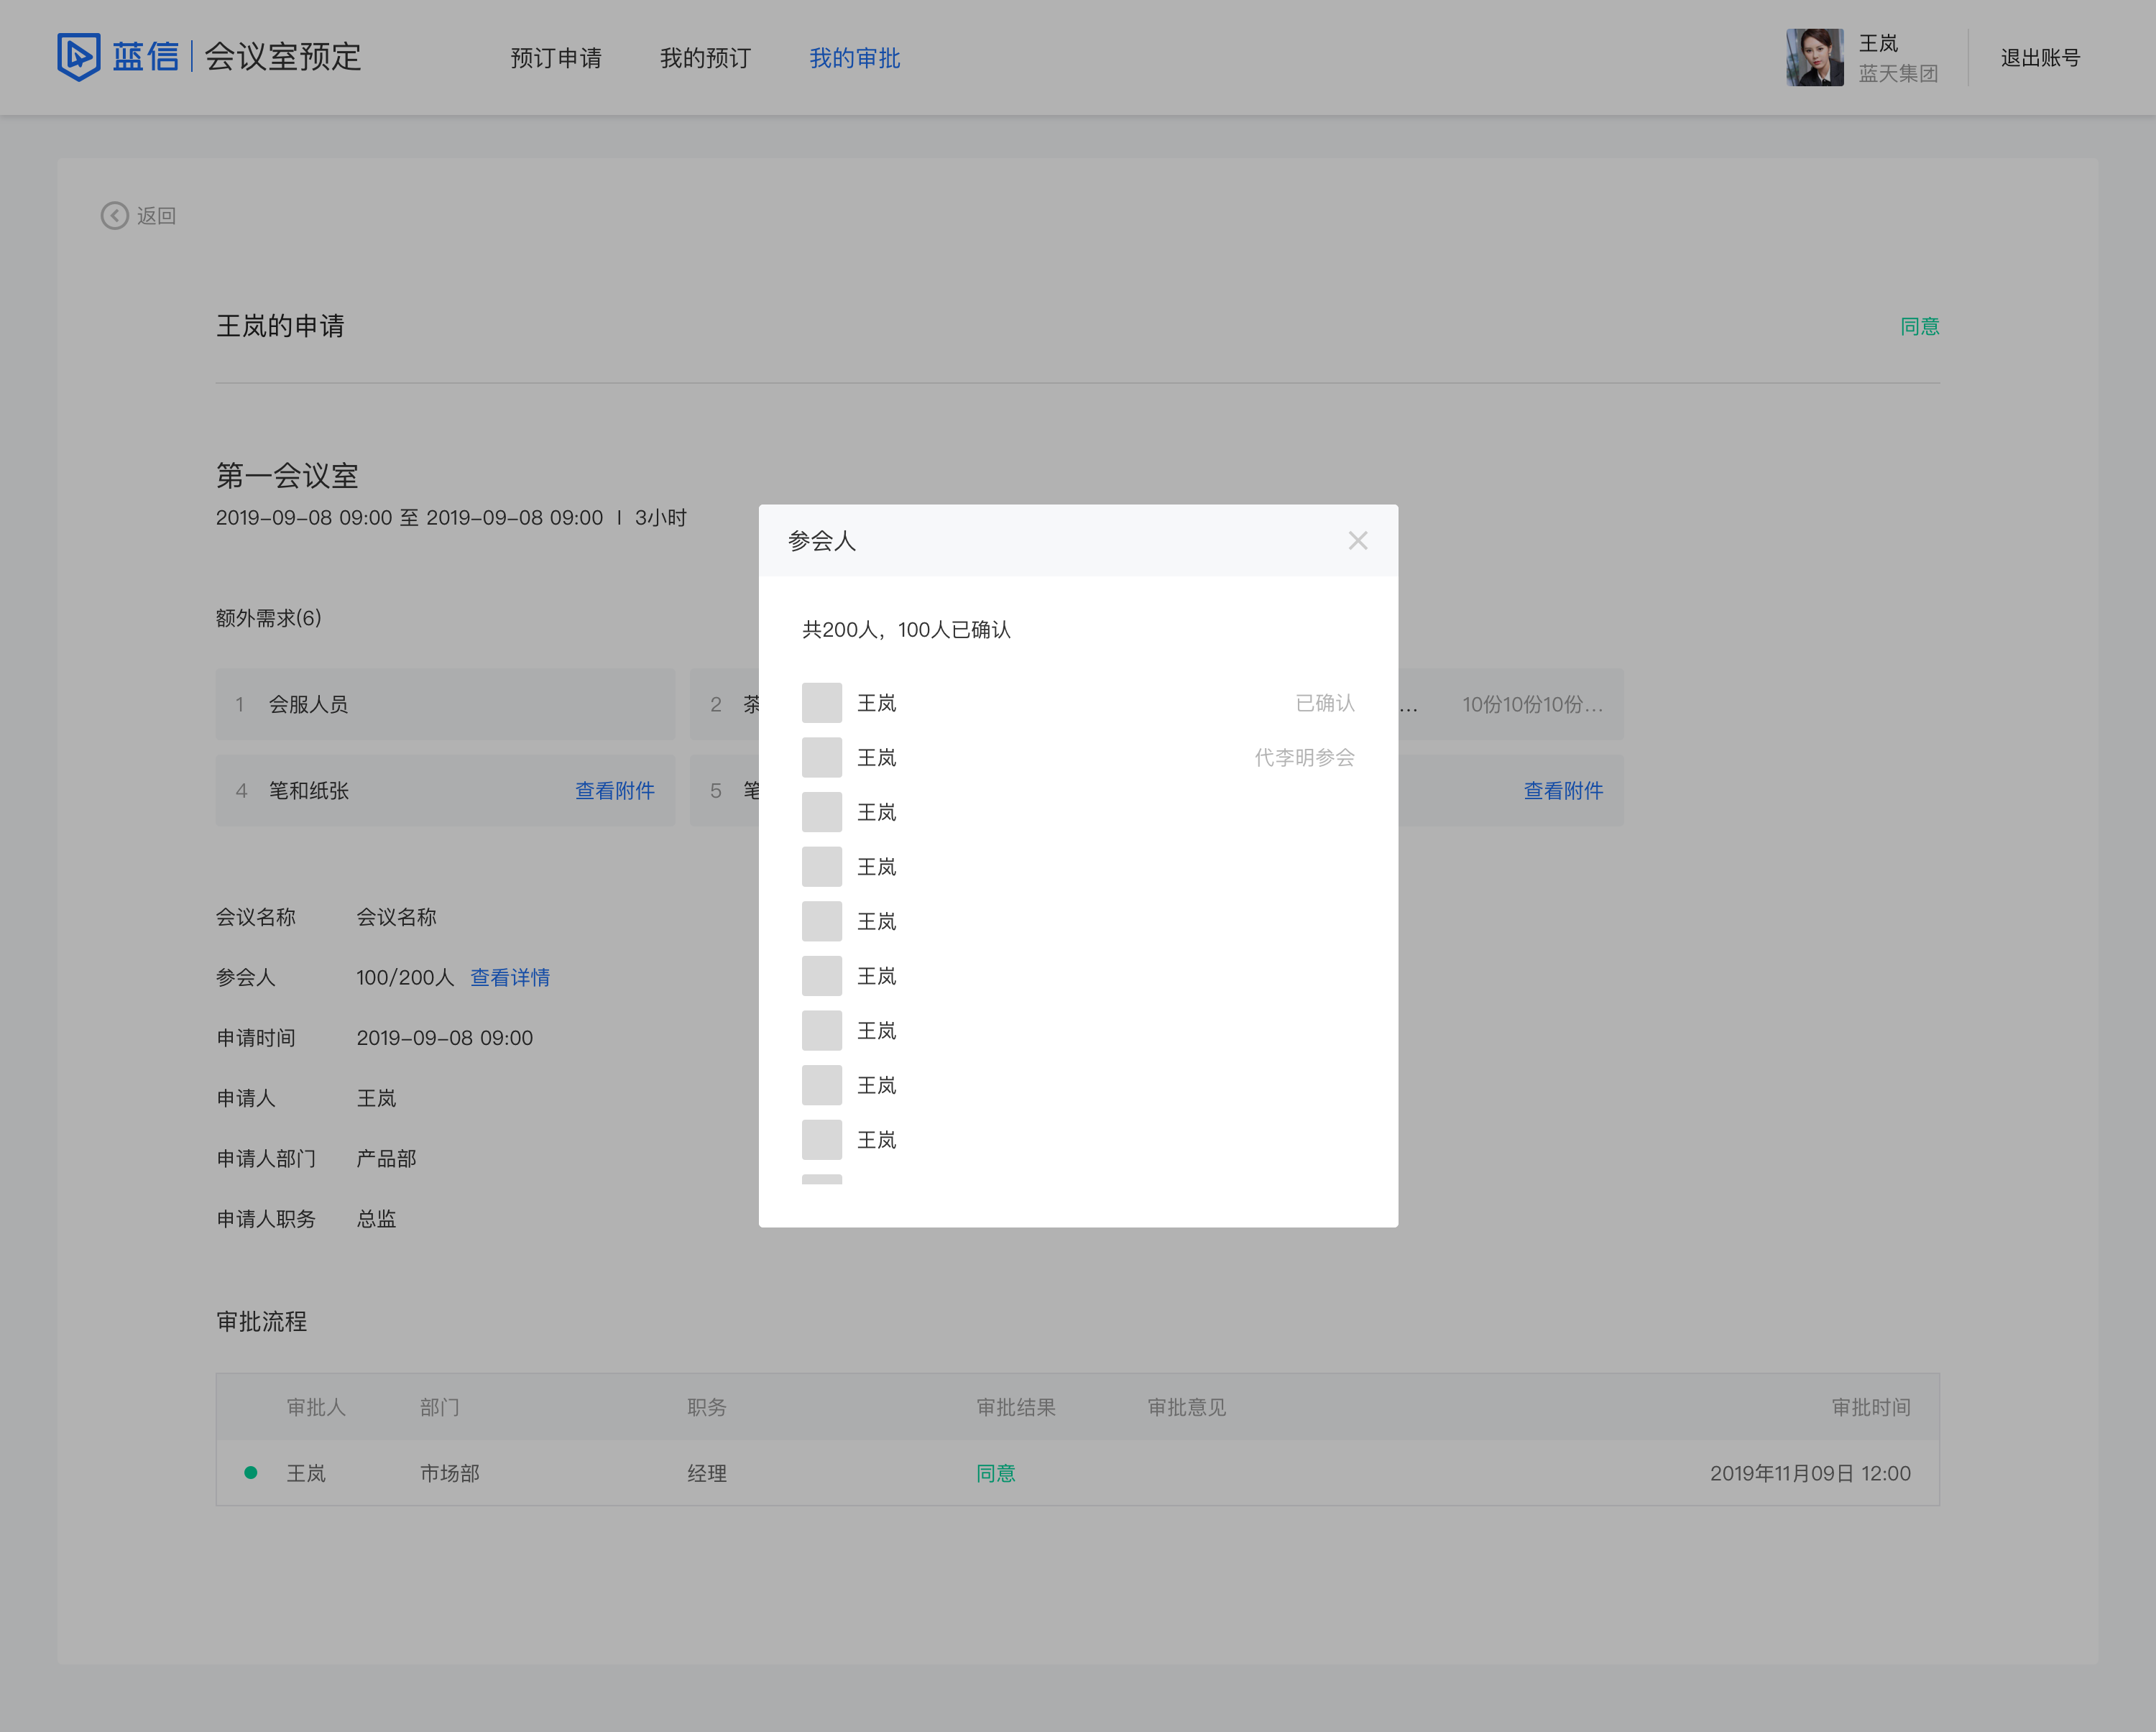 蓝信 会议室预定 预订申请 我的预订 我的审批 王岚 退出账号
蓝天集团
返回
王岚的申请 同意
第一会议室
2019-09-08 09:00 至 2019-09-08 09:00 | 3小时
额外需求(6)
1 会服人员 2 茶 ... 10份10份10份...
4 笔和纸张 查看附件 5 笔 查看附件
会议名称 会议名称
参会人 100/200人 查看详情
申请时间 2019-09-08 09:00
申请人 王岚
申请人部门 产品部
申请人职务 总监
参会人
共200人，100人已确认
王岚 已确认
王岚 代李明参会
王岚
王岚
王岚
王岚
王岚
王岚
王岚
审批流程
审批人 部门 职务 审批结果 审批意见 审批时间
王岚 市场部 经理 同意 2019年11月09日 12:00